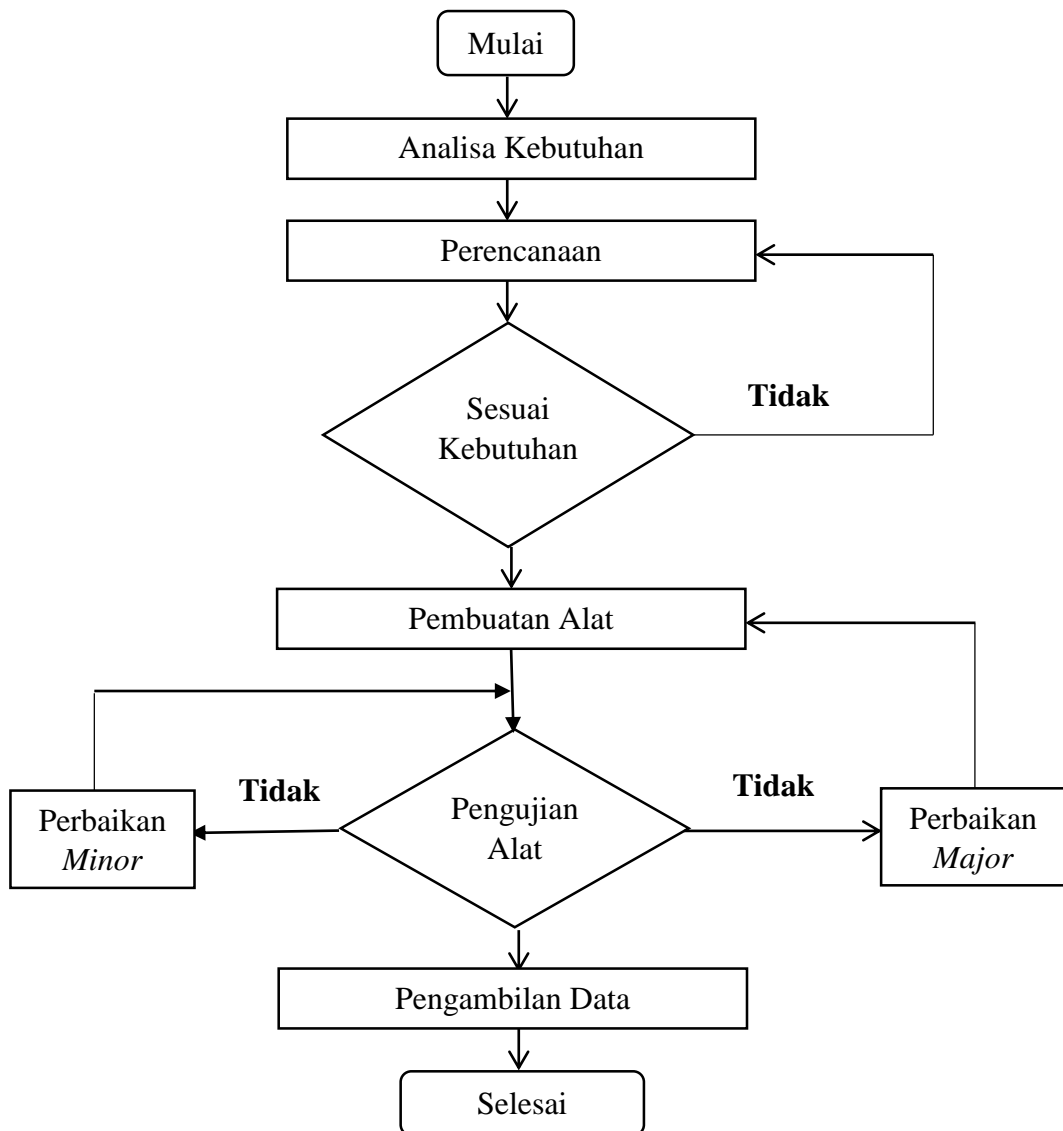 Mulai
Analisa Kebutuhan
Perencanaan
Sesuai
Kebutuhan
Tidak
Pembuatan Alat
Tidak
Tidak
Perbaikan
Minor
Pengujian
Alat
Perbaikan
Major
Pengambilan Data
Selesai